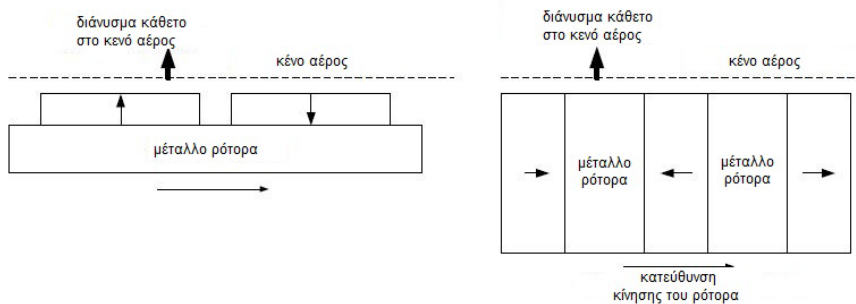 διάνυσμα κάθετο
στο κενό αέρος
κένο αέρος
μέταλλο ρότορα
διάνυσμα κάθετο
στο κενό αέρος
κένο αέρος
μέταλλο
ρότορα
μέταλλο
ρότορα
κατεύθυνση
κίνησης του ρότορα